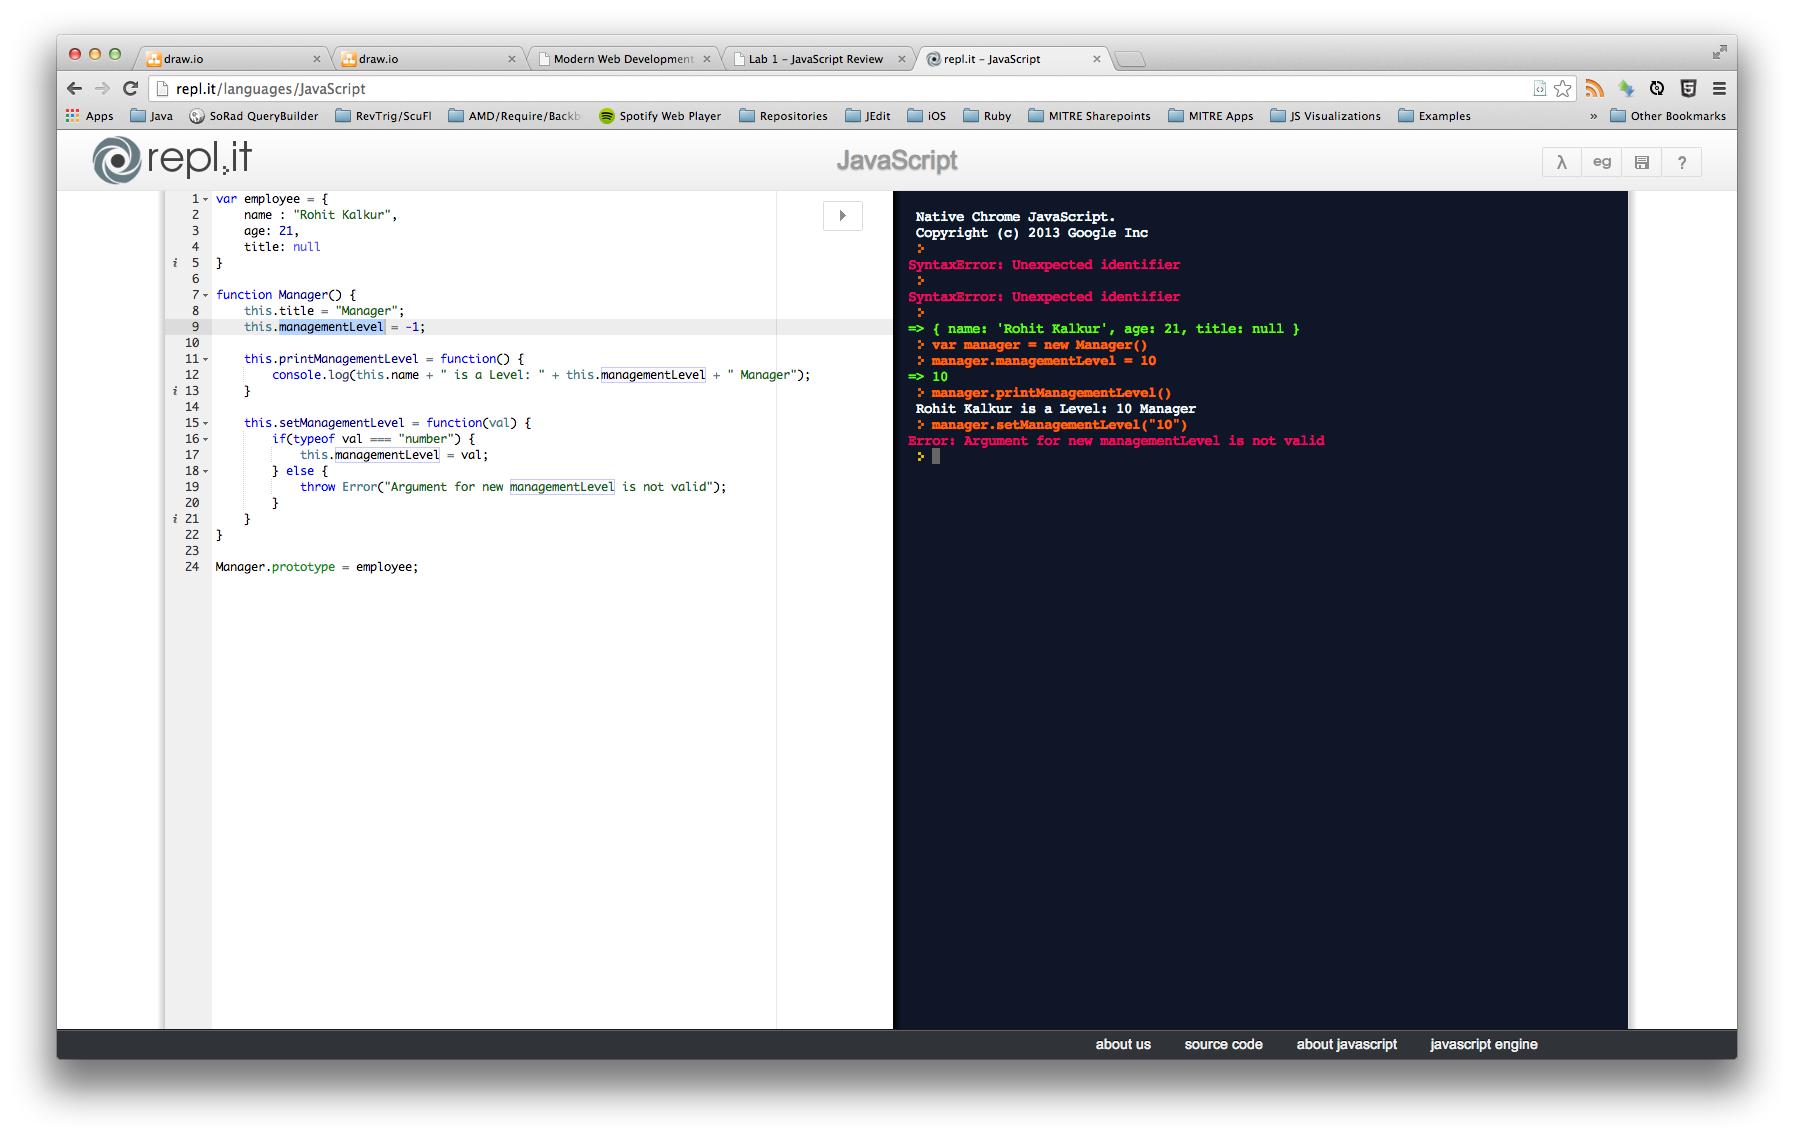 draw.io
draw.io
Modern Web Development
Lab 1 – JavaScript Review
repl.it – JavaScript
repl.it/languages/JavaScript
Apps
Java
SoRad QueryBuilder
RevTrig/ScuFl
AMD/Require/Backb
Spotify Web Player
Repositories
JEdit
iOS
Ruby
MITRE Sharepoints
MITRE Apps
JS Visualizations
Examples
»
Other Bookmarks
repl.it
JavaScript
λ
eg
?
1 var employee = {
2     name : "Rohit Kalkur",
3     age: 21,
4     title: null
i 5 }
6
7 function Manager() {
8     this.title = "Manager";
9     this.managementLevel = -1;
10
11     this.printManagementLevel = function() {
12         console.log(this.name + " is a Level: " + this.managementLevel + " Manager");
i 13     }
14
15     this.setManagementLevel = function(val) {
16         if(typeof val === "number") {
17             this.managementLevel = val;
18         } else {
19             throw Error("Argument for new managementLevel is not valid");
20         }
i 21     }
22 }
23
24 Manager.prototype = employee;
Native Chrome JavaScript.
Copyright (c) 2013 Google Inc
>
SyntaxError: Unexpected identifier
>
SyntaxError: Unexpected identifier
>
=> { name: 'Rohit Kalkur', age: 21, title: null }
> var manager = new Manager()
> manager.managementLevel = 10
=> 10
> manager.printManagementLevel()
Rohit Kalkur is a Level: 10 Manager
> manager.setManagementLevel("10")
Error: Argument for new managementLevel is not valid
>
about us
source code
about javascript
javascript engine